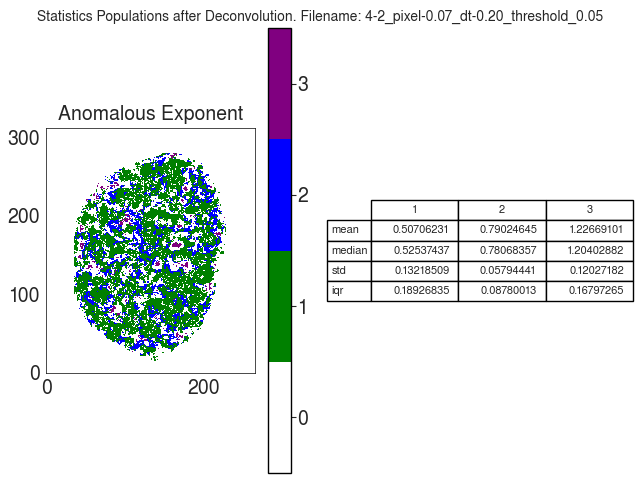 Statistics Populations after Deconvolution. Filename: 4-2_pixel-0.07_dt-0.20_threshold_0.05
Anomalous Exponent
300
200
100
0
0 200
3
2
1
0
1 2 3
mean 0.50706231 0.79024645 1.22669101
median 0.52537437 0.78068357 1.20402882
std 0.13218509 0.05794441 0.12027182
iqr 0.18926835 0.08780013 0.16797265